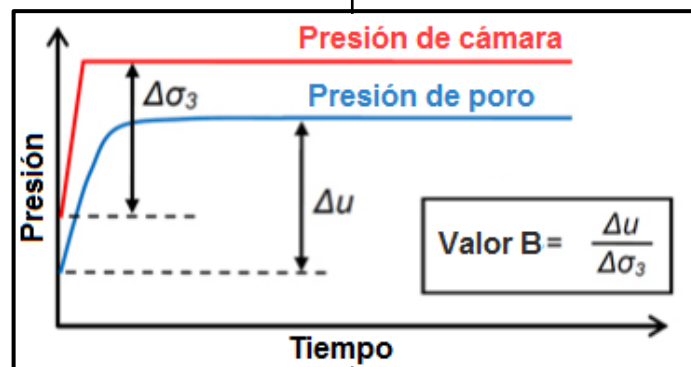 Presión de cámara
Δσ3
Presión de poro
Presión
Δu
Valor B = Δu / Δσ3
Tiempo